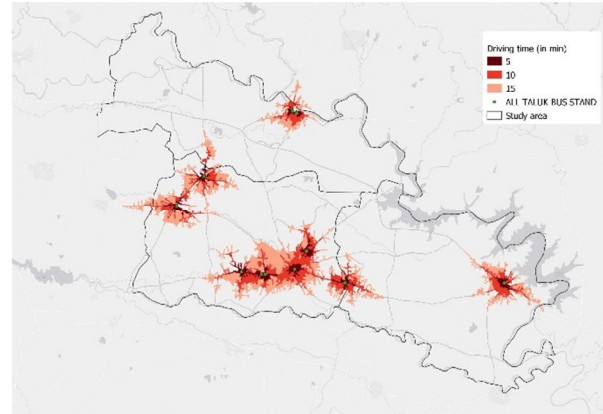 Driving time (in min)
5
10
15
ALL TALUK BUS STAND
Study area